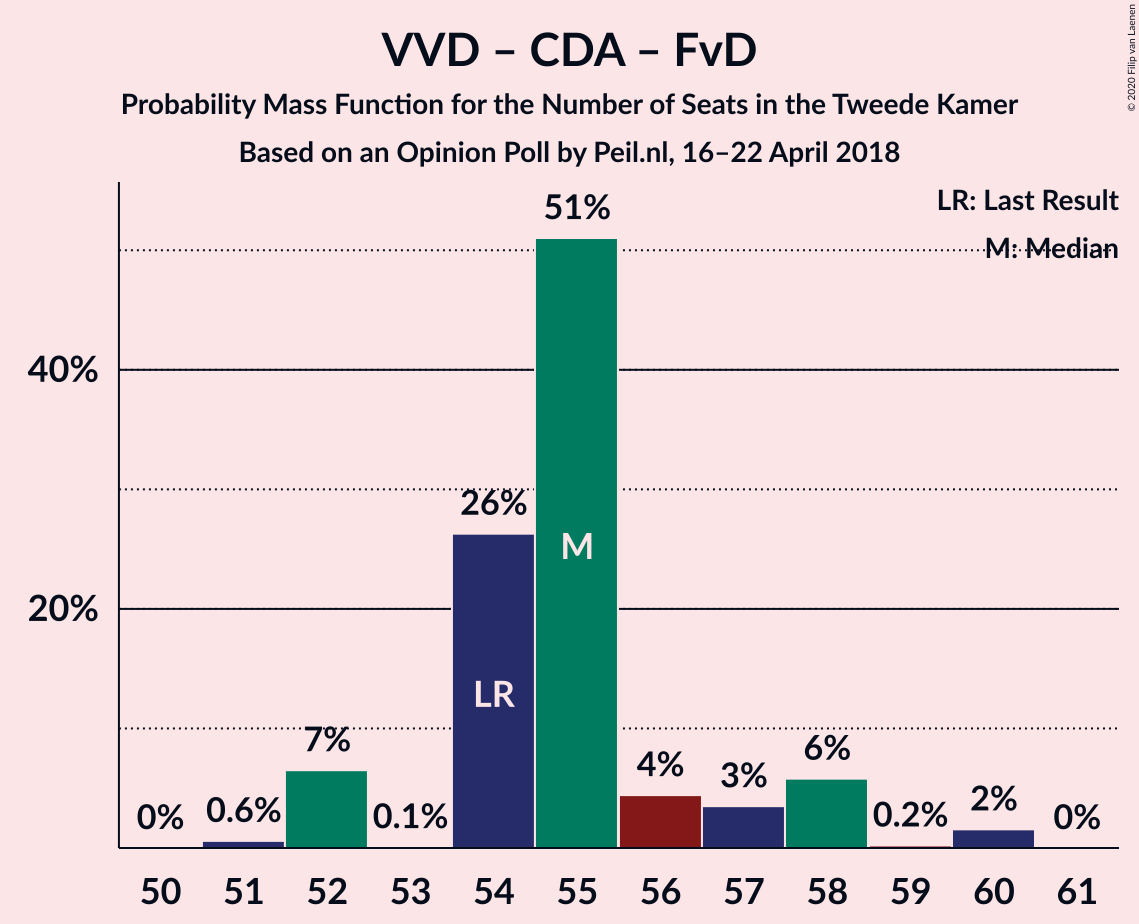 VVD – CDA – FvD
Probability Mass Function for the Number of Seats in the Tweede Kamer
Based on an Opinion Poll by Peil.nl, 16–22 April 2018
© 2020 Filip van Laenen
LR: Last Result
M: Median
51%
40%
26%
M
20%
LR
7%
6%
4%
3%
2%
0%
0.6%
0.1%
0.2%
0%
50 51 52 53 54 55 56 57 58 59 60 61